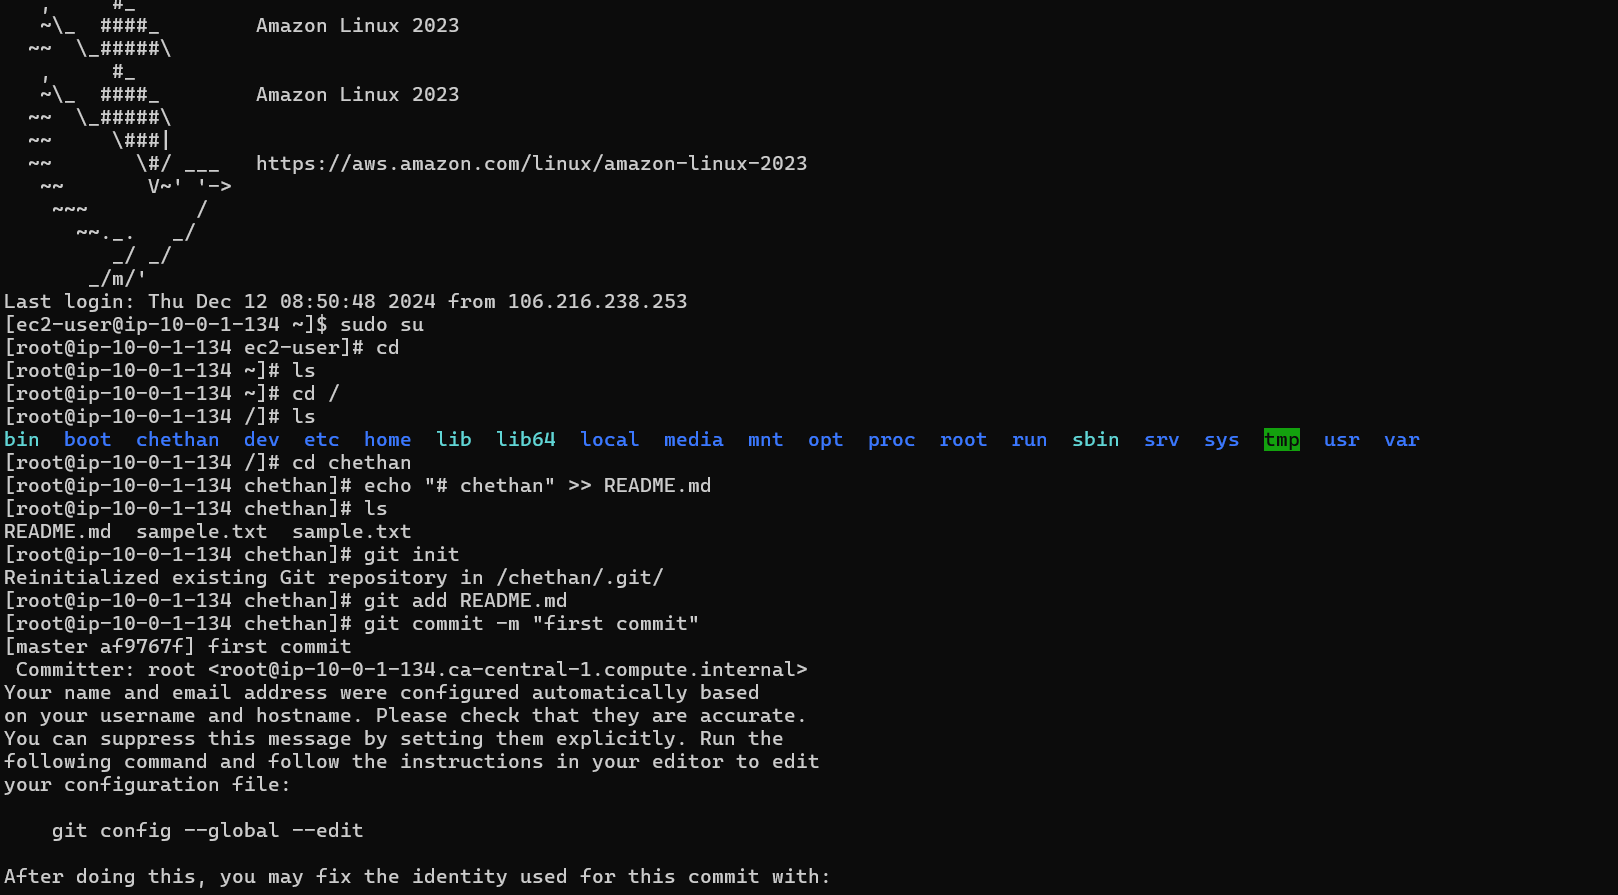 ,     #_
   ~\_  ####_        Amazon Linux 2023
  ~~  \_#####\
   ,     #_
   ~\_  ####_        Amazon Linux 2023
  ~~  \_#####\
  ~~     \###|
  ~~       \#/ ___   https://aws.amazon.com/linux/amazon-linux-2023
   ~~       V~' '->
    ~~~         /
      ~~._.   _/
         _/ _/
       _/m/'
Last login: Thu Dec 12 08:50:48 2024 from 106.216.238.253
[ec2-user@ip-10-0-1-134 ~]$ sudo su
[root@ip-10-0-1-134 ec2-user]# cd
[root@ip-10-0-1-134 ~]# ls
[root@ip-10-0-1-134 ~]# cd /
[root@ip-10-0-1-134 /]# ls
bin  boot  chethan  dev  etc  home  lib  lib64  local  media  mnt  opt  proc  root  run  sbin  srv  sys  tmp  usr  var
[root@ip-10-0-1-134 /]# cd chethan
[root@ip-10-0-1-134 chethan]# echo "# chethan" >> README.md
[root@ip-10-0-1-134 chethan]# ls
README.md  sampele.txt  sample.txt
[root@ip-10-0-1-134 chethan]# git init
Reinitialized existing Git repository in /chethan/.git/
[root@ip-10-0-1-134 chethan]# git add README.md
[root@ip-10-0-1-134 chethan]# git commit -m "first commit"
[master af9767f] first commit
 Committer: root <root@ip-10-0-1-134.ca-central-1.compute.internal>
Your name and email address were configured automatically based
on your username and hostname. Please check that they are accurate.
You can suppress this message by setting them explicitly. Run the
following command and follow the instructions in your editor to edit
your configuration file:

    git config --global --edit

After doing this, you may fix the identity used for this commit with: